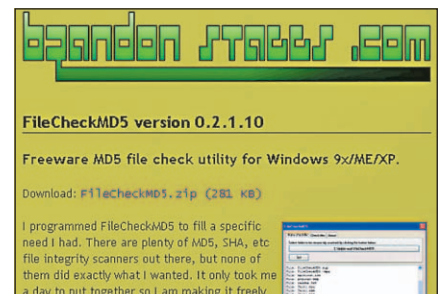 brandon staggs .com
FileCheckMD5 version 0.2.1.10
Freeware MD5 file check utility for Windows 9x/ME/XP.
Download: FileCheckMD5.zip (281 KB)
I programmed FileCheckMD5 to fill a specific
need I had. There are plenty of MD5, SHA, etc
file integrity scanners out there, but none of
them did exactly what I wanted. It only took me
a day to put together so I am making it freely